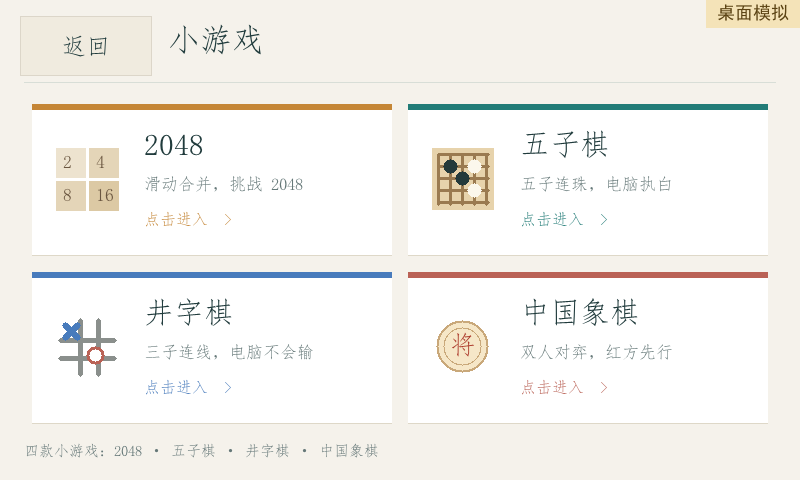 桌面模拟
返回
小游戏
2048
2 4
8 16
滑动合并，挑战 2048
点击进入 >
五子棋
五子连珠，电脑执白
点击进入 >
井字棋
三子连线，电脑不会输
点击进入 >
中国象棋
将
双人对弈，红方先行
点击进入 >
四款小游戏：2048 • 五子棋 • 井字棋 • 中国象棋